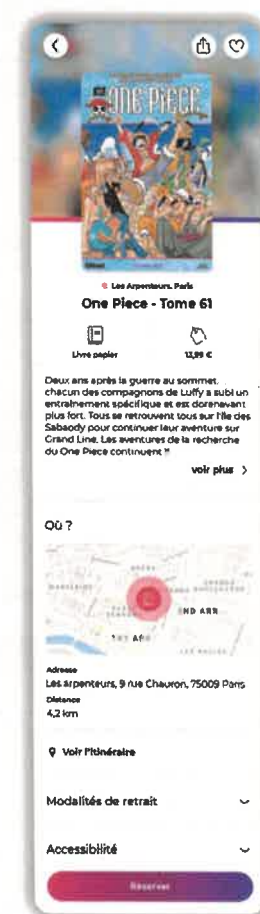 ONE PIECE
Les Arpenteurs, Paris
One Piece - Tome 61
Livre papier
12,99 €
Deux ans après la guerre au sommet,
chacun des compagnons de Luffy a subi un
entraînement spécifique et est dorenavant
plus fort. Tous se retrouvent tous sur l'île des
Sabaody pour continuer leur aventure sur
Grand Line. Les aventures de la recherche
du One Piece continuent !!
voir plus >
Où ?
2ND ARR
Adresse
Les arpenteurs, 9 rue Chauron, 75009 Paris
Distance
4,2 km
Voir l'itinéraire
Modalités de retrait
Accessibilité
Réserver